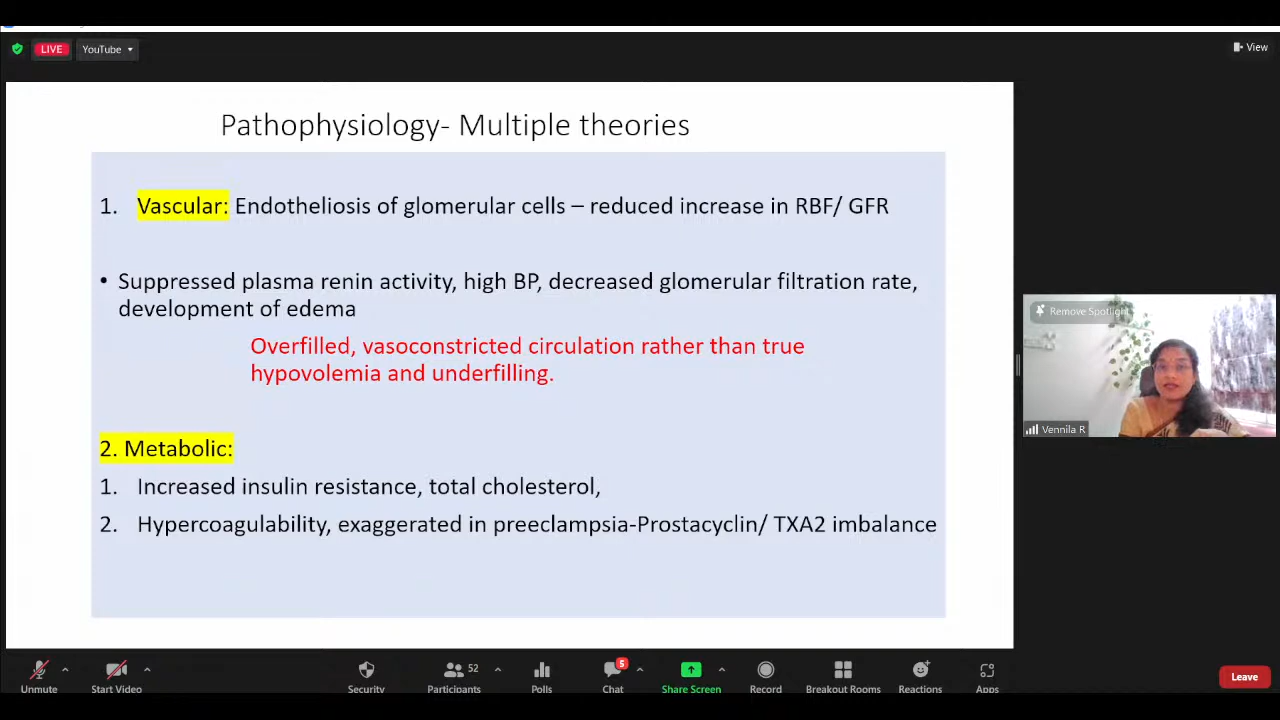 LIVE
YouTube
View
Pathophysiology- Multiple theories
1. Vascular: Endotheliosis of glomerular cells – reduced increase in RBF/ GFR
• Suppressed plasma renin activity, high BP, decreased glomerular filtration rate,
development of edema
Overfilled, vasoconstricted circulation rather than true
hypovolemia and underfilling.
2. Metabolic:
1. Increased insulin resistance, total cholesterol,
2. Hypercoagulability, exaggerated in preeclampsia-Prostacyclin/ TXA2 imbalance
Remove Spotlight
Vennila R
Unmute
Start Video
Security
Participants 52
Polls
Chat 5
Share Screen
Record
Breakout Rooms
Reactions
Apps
Leave